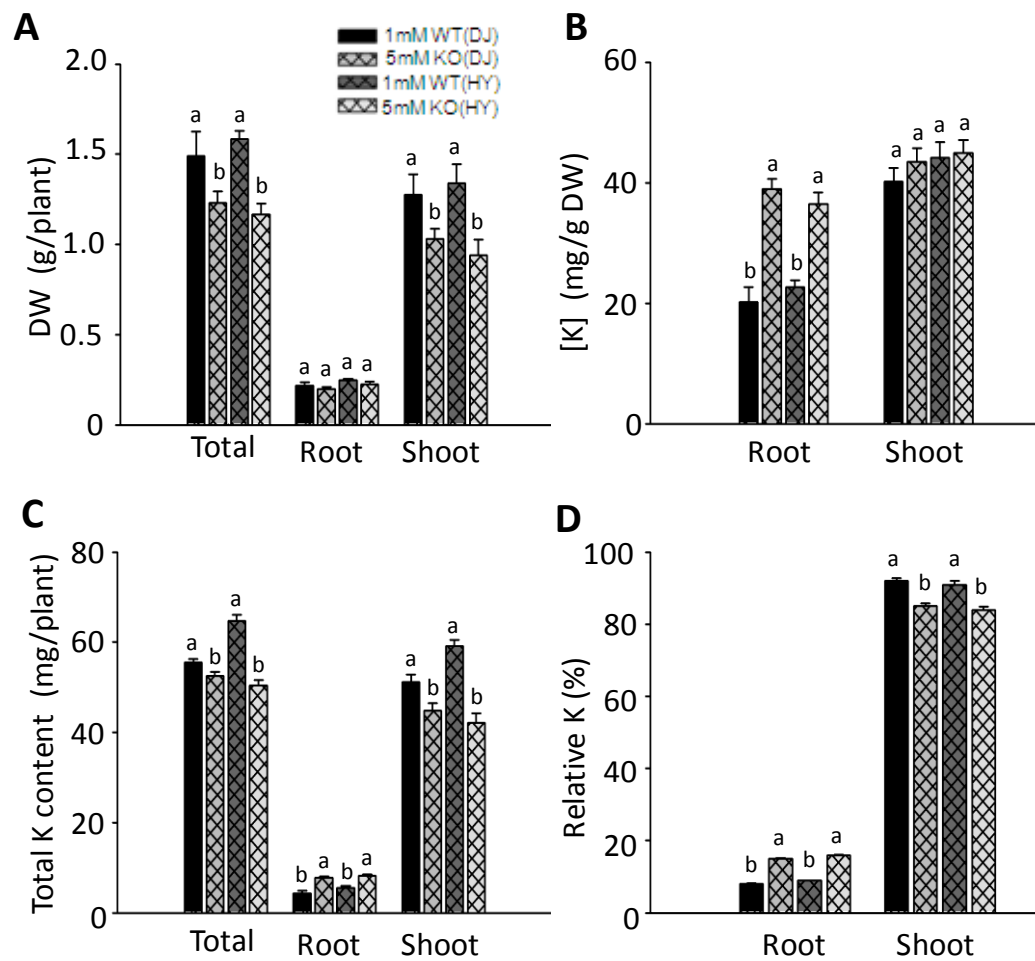 A
1mM WT(DJ)
5mM KO(DJ)
1mM WT(HY)
5mM KO(HY)
DW (g/plant)
2.0
1.5
1.0
0.5
0
a b a b
a a a a
a b a b
Total Root Shoot
B
[K] (mg/g DW)
60
40
20
0
b a b a
a a a a
Root Shoot
C
Total K content (mg/plant)
80
60
40
20
0
a b a b
b a b a
a b a b
Total Root Shoot
D
Relative K (%)
100
80
60
40
20
0
b a b a
a b a b
Root Shoot